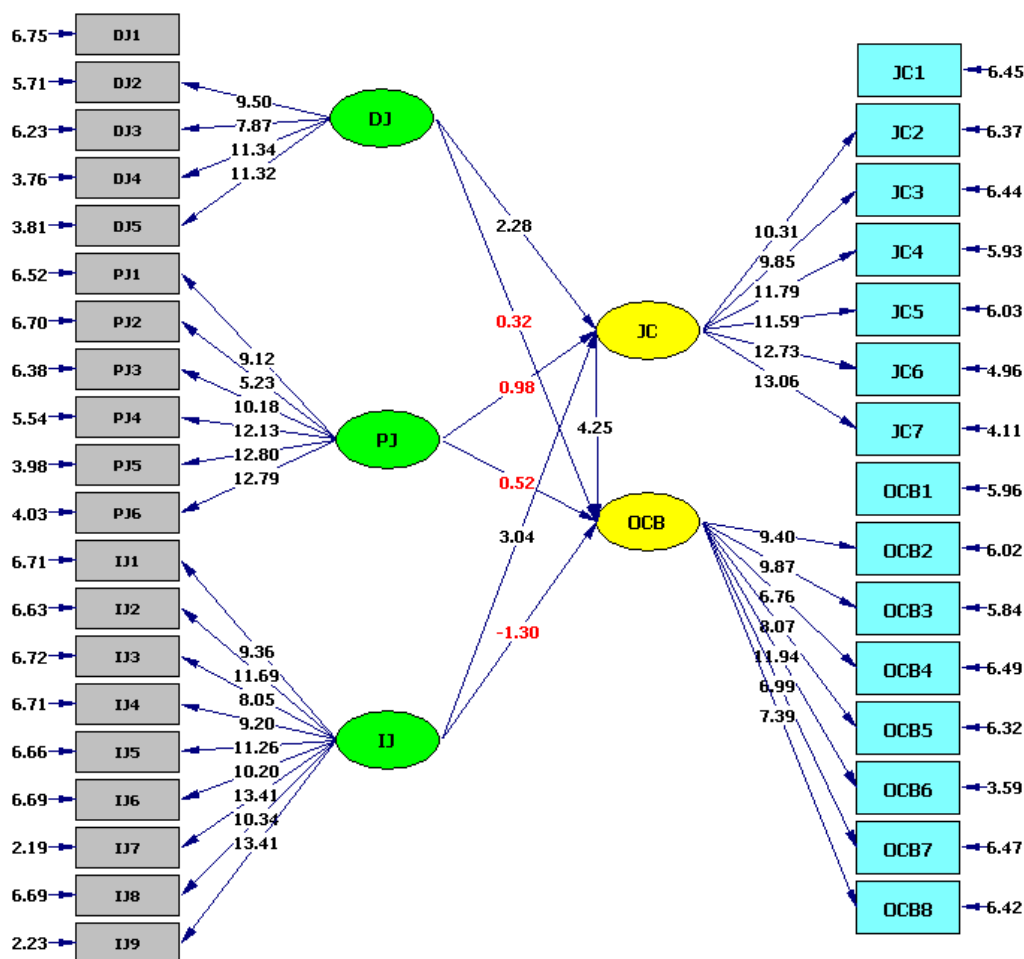 6.75 DJ1
5.71 DJ2
6.23 DJ3
3.76 DJ4
3.81 DJ5
6.52 PJ1
6.70 PJ2
6.38 PJ3
5.54 PJ4
3.98 PJ5
4.03 PJ6
6.71 IJ1
6.63 IJ2
6.72 IJ3
6.71 IJ4
6.66 IJ5
6.69 IJ6
2.19 IJ7
6.69 IJ8
2.23 IJ9
9.50
7.87
11.34
11.32
9.12
5.23
10.18
12.13
12.80
12.79
9.36
11.69
8.05
9.20
11.26
10.20
13.41
10.34
13.41
DJ
PJ
IJ
2.28
0.32
0.98
4.25
0.52
3.04
-1.30
JC
OCB
10.31
9.85
11.79
11.59
12.73
13.06
9.40
9.87
6.76
8.07
11.94
6.99
7.39
JC1 6.45
JC2 6.37
JC3 6.44
JC4 5.93
JC5 6.03
JC6 4.96
JC7 4.11
OCB1 5.96
OCB2 6.02
OCB3 5.84
OCB4 6.49
OCB5 6.32
OCB6 3.59
OCB7 6.47
OCB8 6.42